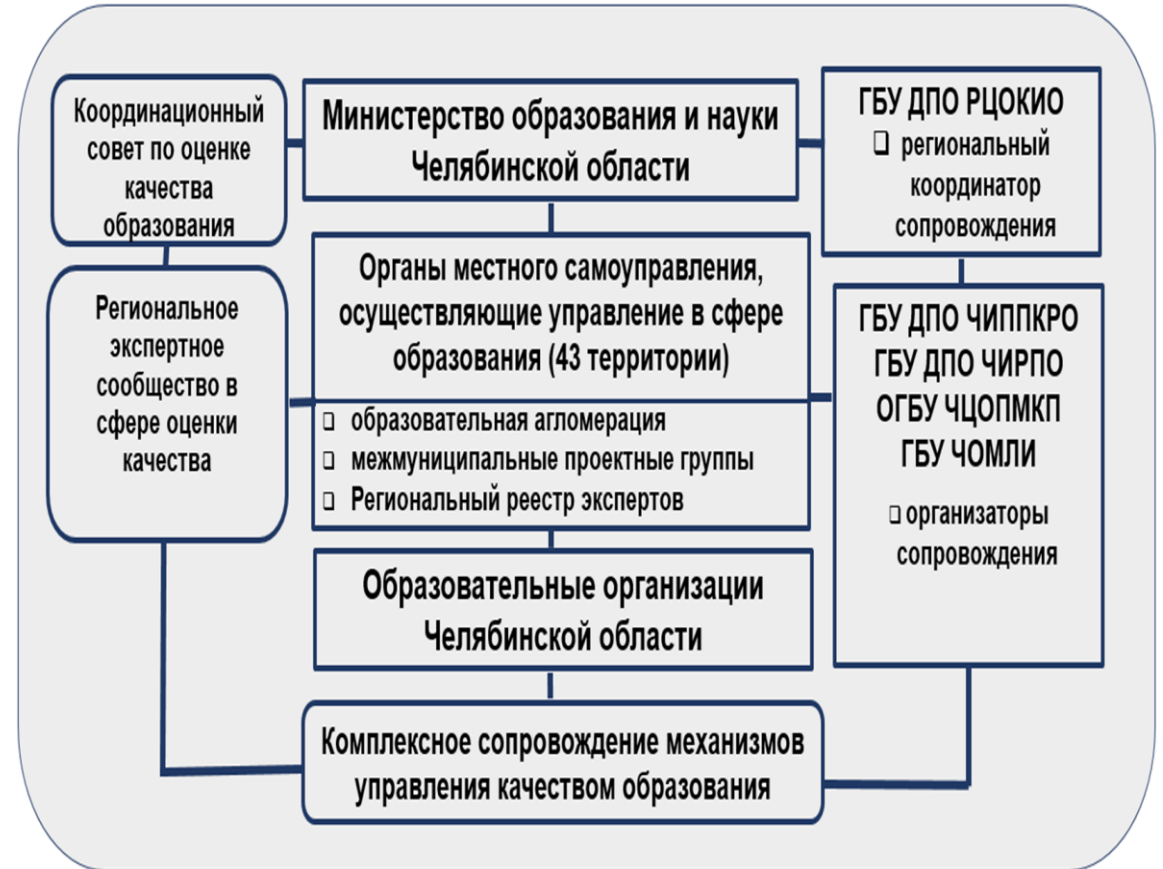 Координационный
совет по оценке
качества
образования
Министерство образования и науки
Челябинской области
ГБУ ДПО РЦОКИО
❑ региональный
координатор
сопровождения
Региональное
экспертное
сообщество в
сфере оценки
качества
Органы местного самоуправления,
осуществляющие управление в сфере
образования (43 территории)
❑ образовательная агломерация
❑ межмуниципальные проектные группы
❑ Региональный реестр экспертов
ГБУ ДПО ЧИППКРО
ГБУ ДПО ЧИРПО
ОГБУ ЧЦОПМКП
ГБУ ЧОМЛИ
❑ организаторы
сопровождения
Образовательные организации
Челябинской области
Комплексное сопровождение механизмов
управления качеством образования